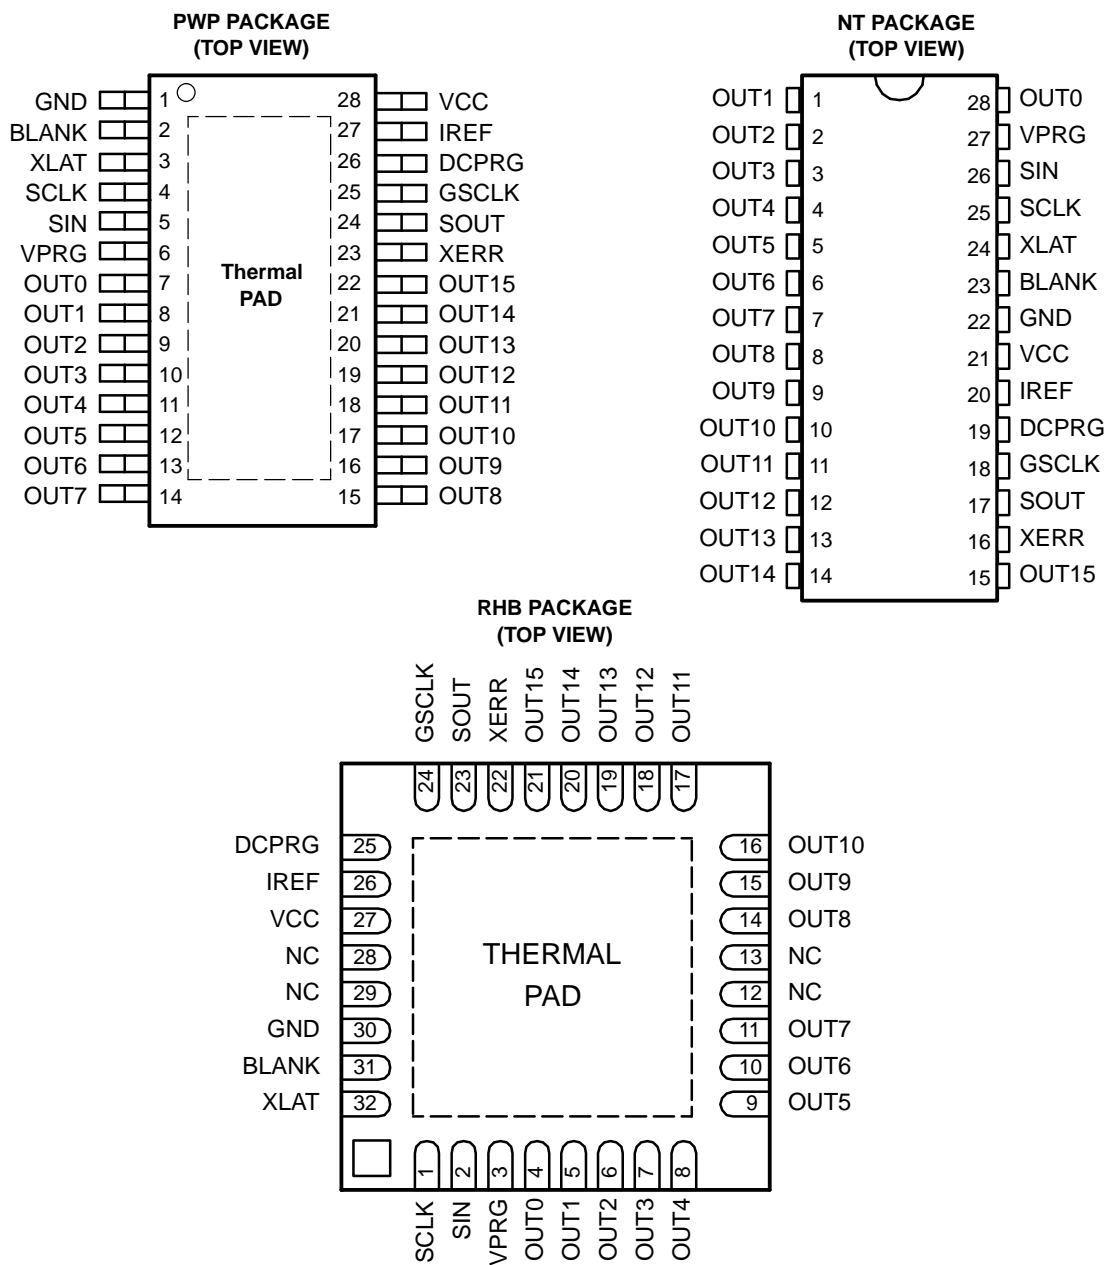 PWP PACKAGE
(TOP VIEW)
GND 1 28 VCC
BLANK 2 27 IREF
XLAT 3 26 DCPRG
SCLK 4 25 GSCLK
SIN 5 24 SOUT
VPRG 6 23 XERR
OUT0 7 22 OUT15
OUT1 8 21 OUT14
OUT2 9 20 OUT13
OUT3 10 19 OUT12
OUT4 11 18 OUT11
OUT5 12 17 OUT10
OUT6 13 16 OUT9
OUT7 14 15 OUT8
Thermal
PAD
NT PACKAGE
(TOP VIEW)
OUT1 1 28 OUT0
OUT2 2 27 VPRG
OUT3 3 26 SIN
OUT4 4 25 SCLK
OUT5 5 24 XLAT
OUT6 6 23 BLANK
OUT7 7 22 GND
OUT8 8 21 VCC
OUT9 9 20 IREF
OUT10 10 19 DCPRG
OUT11 11 18 GSCLK
OUT12 12 17 SOUT
OUT13 13 16 XERR
OUT14 14 15 OUT15
RHB PACKAGE
(TOP VIEW)
GSCLK SOUT XERR OUT15 OUT14 OUT13 OUT12 OUT11
24 23 22 21 20 19 18 17
DCPRG 25 16 OUT10
IREF 26 15 OUT9
VCC 27 14 OUT8
NC 28 13 NC
NC 29 12 NC
GND 30 11 OUT7
BLANK 31 10 OUT6
XLAT 32 9 OUT5
THERMAL
PAD
1 2 3 4 5 6 7 8
SCLK SIN VPRG OUT0 OUT1 OUT2 OUT3 OUT4